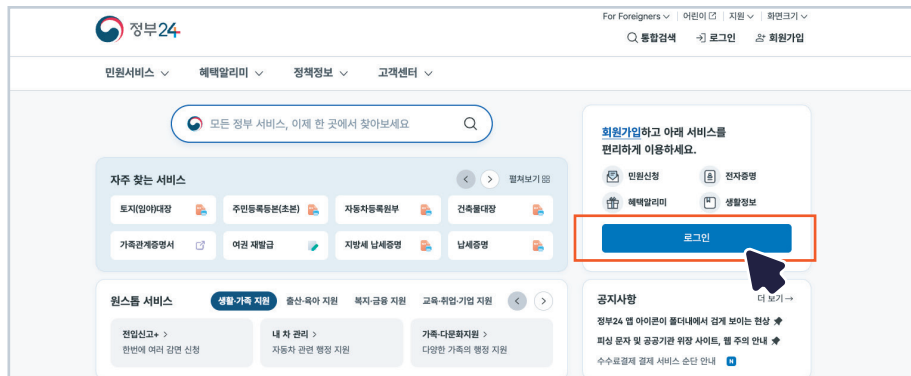 For Foreigners 어린이 지원 화면크기
정부24
통합검색 로그인 회원가입
민원서비스 혜택알리미 정책정보 고객센터
모든 정부 서비스, 이제 한 곳에서 찾아보세요
회원가입하고 아래 서비스를
편리하게 이용하세요.
민원신청 전자증명
혜택알리미 생활정보
로그인
자주 찾는 서비스 펼쳐보기
토지(임야)대장 주민등록등본(초본) 자동차등록원부 건축물대장
가족관계증명서 여권 재발급 지방세 납세증명 납세증명
원스톱 서비스 생활·가족 지원 출산·육아 지원 복지·금융 지원 교육·취업·기업 지원
전입신고+ 내 차 관리 가족·다문화지원
한번에 여러 감면 신청 자동차 관련 행정 지원 다양한 가족의 행정 지원
공지사항 더 보기
정부24 앱 아이콘이 폴더내에서 검게 보이는 현상
피싱 문자 및 공공기관 위장 사이트, 웹 주의 안내
수수료결제 결제 서비스 순단 안내 N